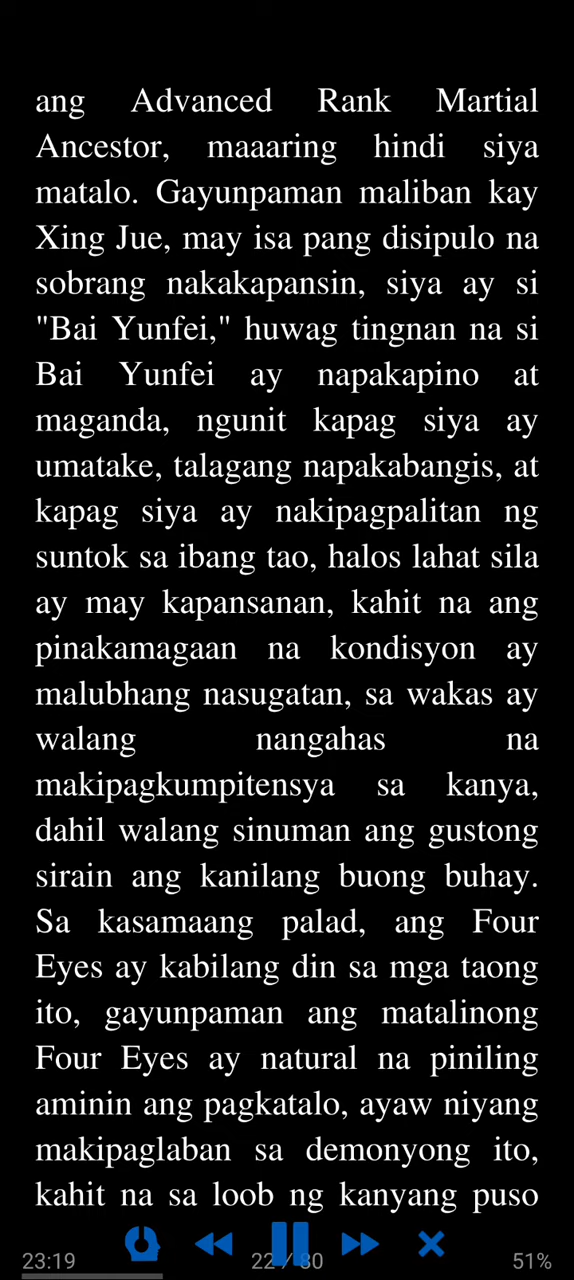 ang Advanced Rank Martial
Ancestor, maaaring hindi siya
matalo. Gayunpaman maliban kay
Xing Jue, may isa pang disipulo na
sobrang nakakapansin, siya ay si
"Bai Yunfei," huwag tingnan na si
Bai Yunfei ay napakapino at
maganda, ngunit kapag siya ay
umatake, talagang napakabangis, at
kapag siya ay nakipagpalitan ng
suntok sa ibang tao, halos lahat sila
ay may kapansanan, kahit na ang
pinakamagaan na kondisyon ay
malubhang nasugatan, sa wakas ay
walang nangahas na
makipagkumpitensya sa kanya,
dahil walang sinuman ang gustong
sirain ang kanilang buong buhay.
Sa kasamaang palad, ang Four
Eyes ay kabilang din sa mga taong
ito, gayunpaman ang matalinong
Four Eyes ay natural na piniling
aminin ang pagkatalo, ayaw niyang
makipaglaban sa demonyong ito,
kahit na sa loob ng kanyang puso
23:19 22 / 80 51%